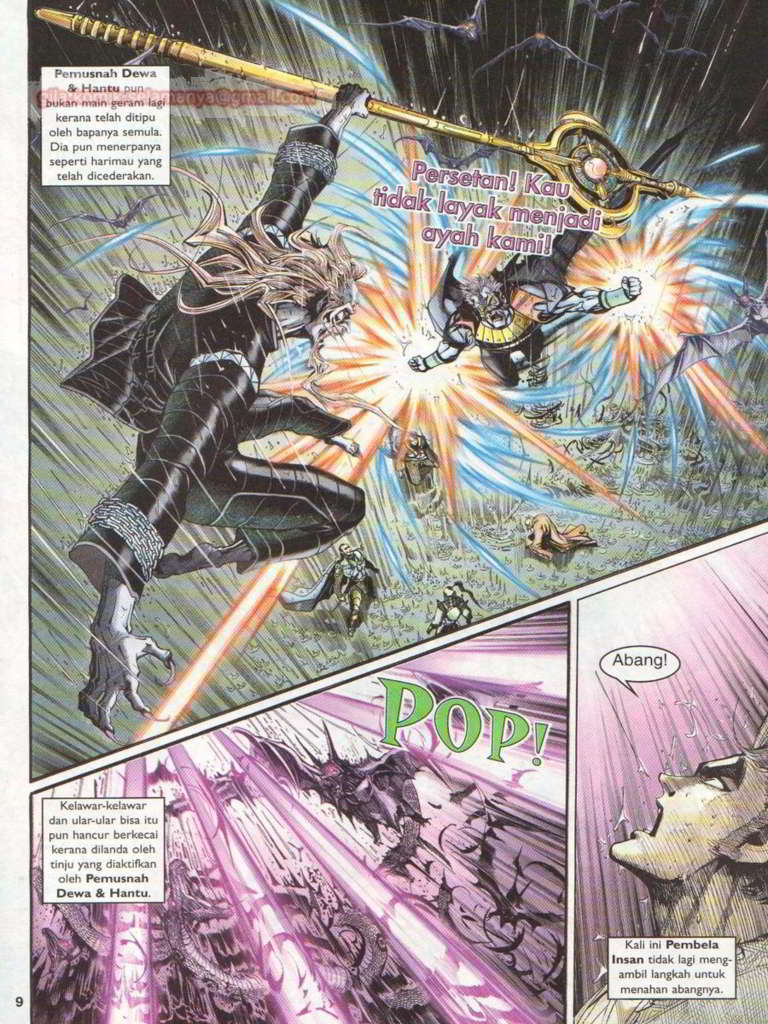 Pemusnah Dewa
& Hantu pun
bukan main geram lagi
kerana telah ditipu
oleh bapanya semula.
Dia pun menerpanya
seperti harimau yang
telah dicederakan.
Persetan! Kau
tidak layak menjadi
ayah kami!
POP!
Abang!
Kelawar-kelawar
dan ular-ular bisa itu
pun hancur berkecai
kerana dilanda oleh
tinju yang diaktifkan
oleh Pemusnah
Dewa & Hantu.
Kali ini Pembela
Insan tidak lagi meng-
ambil langkah untuk
menahan abangnya.
9